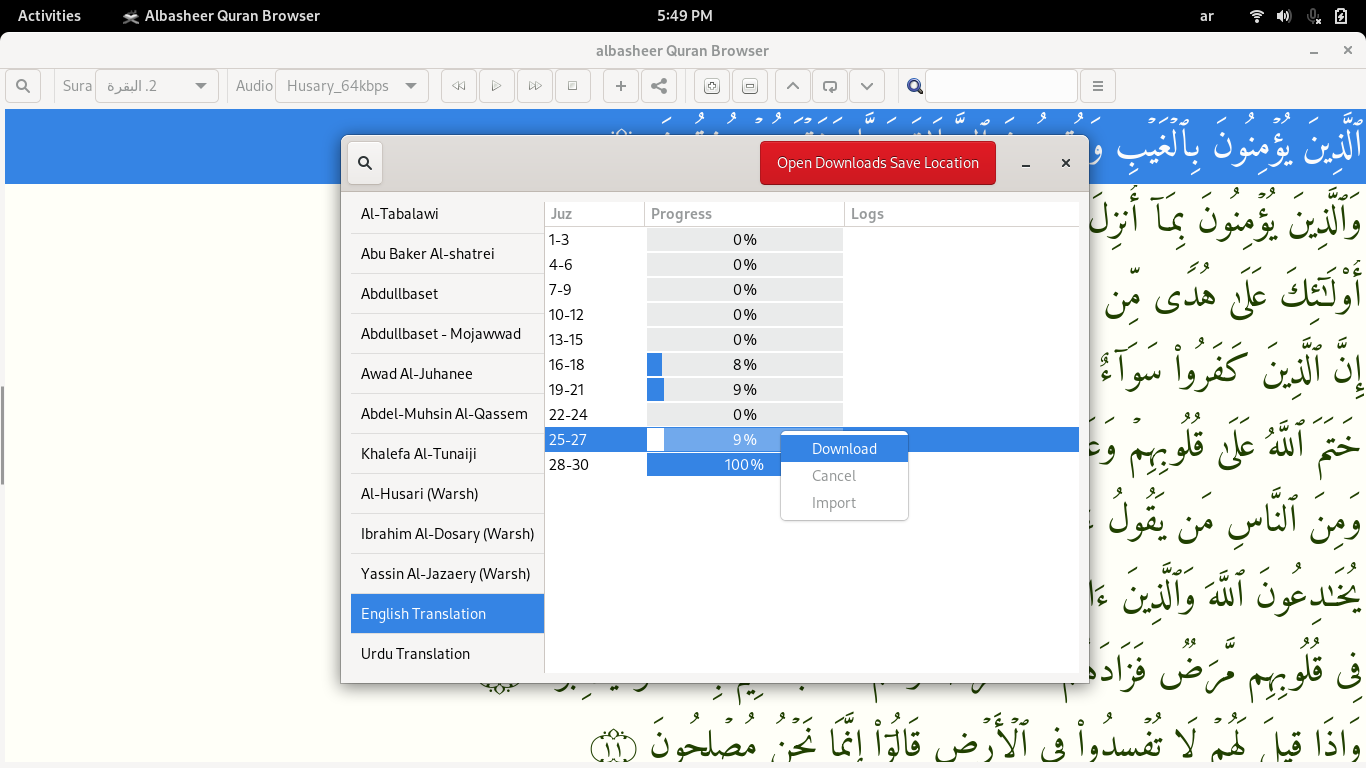 Activities Albasheer Quran Browser 5:49 PM ar
albasheer Quran Browser
Sura 2. البقرة Audio Husary_64kbps
ٱلَّذِينَ يُؤْمِنُونَ بِٱلْغَيْبِ
Open Downloads Save Location
وَٱلَّذِينَ يُؤْمِنُونَ بِمَآ أُنزِلَ
أُوْلَـٰٓئِكَ عَلَىٰ هُدًى مِّن
إِنَّ ٱلَّذِينَ كَفَرُوا۟ سَوَآءٌ
خَتَمَ ٱللَّهُ عَلَىٰ قُلُوبِهِمْ
وَمِنَ ٱلنَّاسِ مَن يَقُولُ
يُخَـٰدِعُونَ ٱللَّهَ وَٱلَّذِينَ
فِى قُلُوبِهِم مَّرَضٌ
وَإِذَا قِيلَ لَهُمْ لَا تُفْسِدُوا۟ فِى ٱلْأَرْضِ قَالُوٓا۟ إِنَّمَا نَحْنُ مُصْلِحُونَ ١١
Al-Tabalawi
Abu Baker Al-shatrei
Abdullbaset
Abdullbaset - Mojawwad
Awad Al-Juhanee
Abdel-Muhsin Al-Qassem
Khalefa Al-Tunaiji
Al-Husari (Warsh)
Ibrahim Al-Dosary (Warsh)
Yassin Al-Jazaery (Warsh)
English Translation
Urdu Translation
Juz Progress Logs
1-3 0%
4-6 0%
7-9 0%
10-12 0%
13-15 0%
16-18 8%
19-21 9%
22-24 0%
25-27 9%
28-30 100%
Download
Cancel
Import